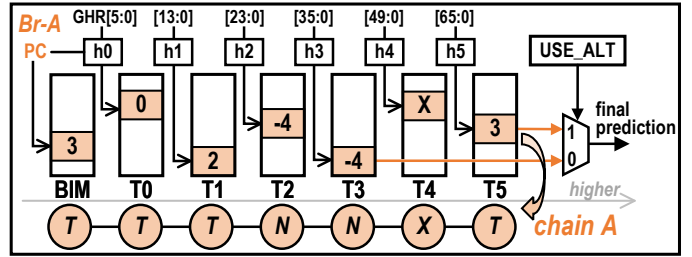 Br-A GHR[5:0] [13:0] [23:0] [35:0] [49:0] [65:0]
PC h0 h1 h2 h3 h4 h5 USE_ALT
0 X
-4 3 1 final
3 prediction
2 -4 0
BIM T0 T1 T2 T3 T4 T5 higher
T T T N N X T chain A